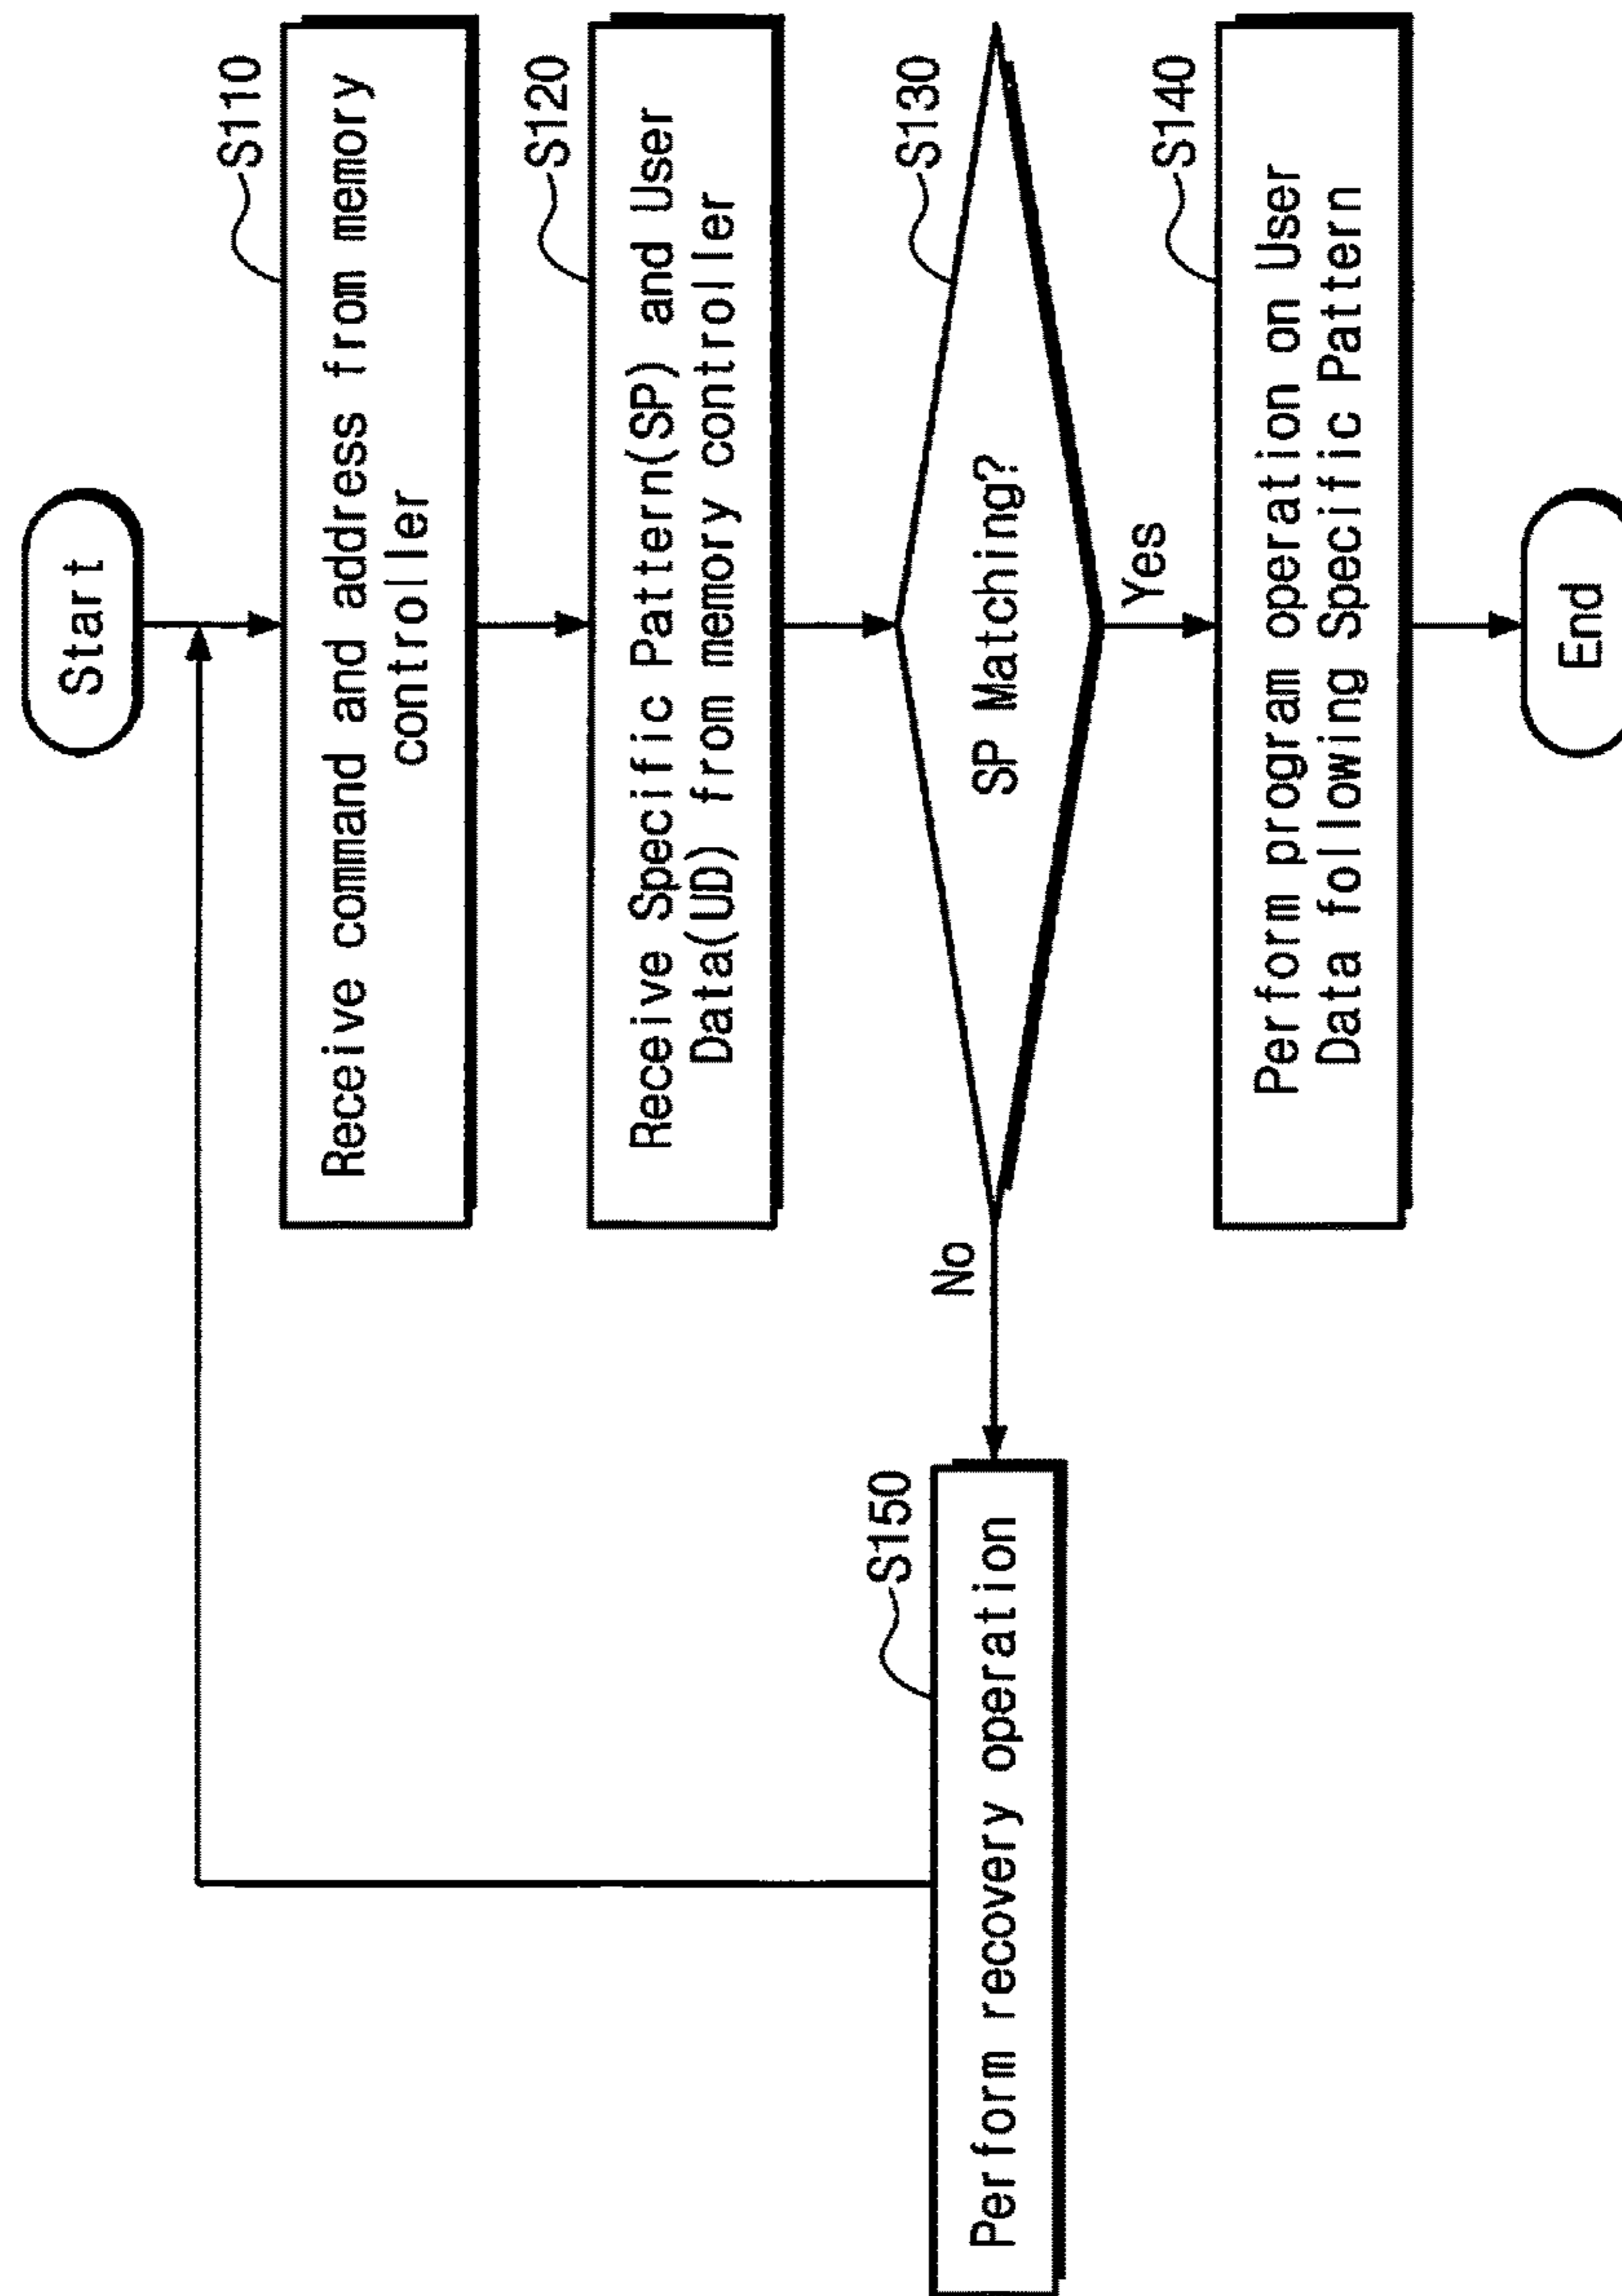 Start
S110
Receive command and address from memory
controller
S120
Receive Specific Pattern(SP) and User
Data(UD) from memory controller
S130
SP Matching?
No
Yes
S150
Perform recovery operation
S140
Perform program operation on User
Data following Specific Pattern
End